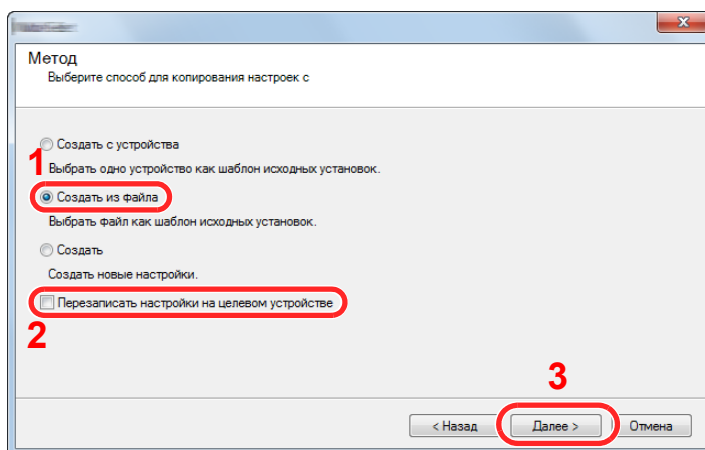 Метод
Выберите способ для копирования настроек с
Создать с устройства
1
Выбрать одно устройство как шаблон исходных установок.
Создать из файла
Выбрать файл как шаблон исходных установок.
Создать
Создать новые настройки.
Перезаписать настройки на целевом устройстве
2
3
< Назад Далее > Отмена